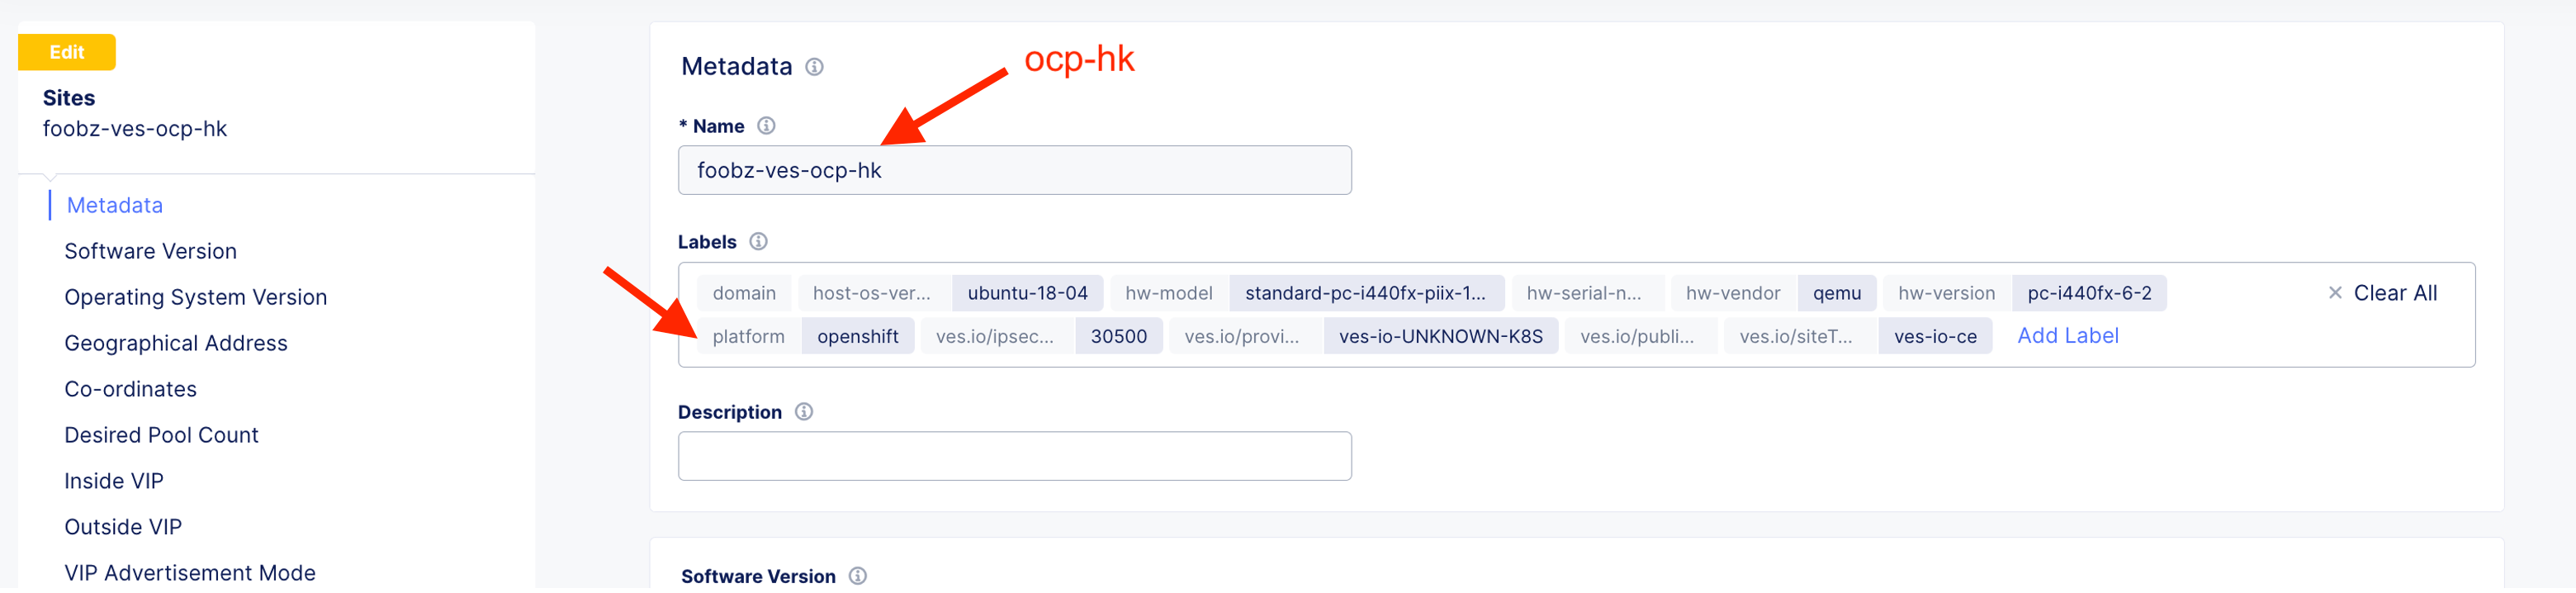 Edit
Sites
foobz-ves-ocp-hk
Metadata
Software Version
Operating System Version
Geographical Address
Co-ordinates
Desired Pool Count
Inside VIP
Outside VIP
VIP Advertisement Mode
Metadata
ocp-hk
* Name
foobz-ves-ocp-hk
Labels
domain host-os-ver... ubuntu-18-04 hw-model standard-pc-i440fx-piix-1... hw-serial-n... hw-vendor qemu hw-version pc-i440fx-6-2 × Clear All
platform openshift ves.io/ipsec... 30500 ves.io/provi... ves-io-UNKNOWN-K8S ves.io/publi... ves.io/siteT... ves-io-ce Add Label
Description
Software Version